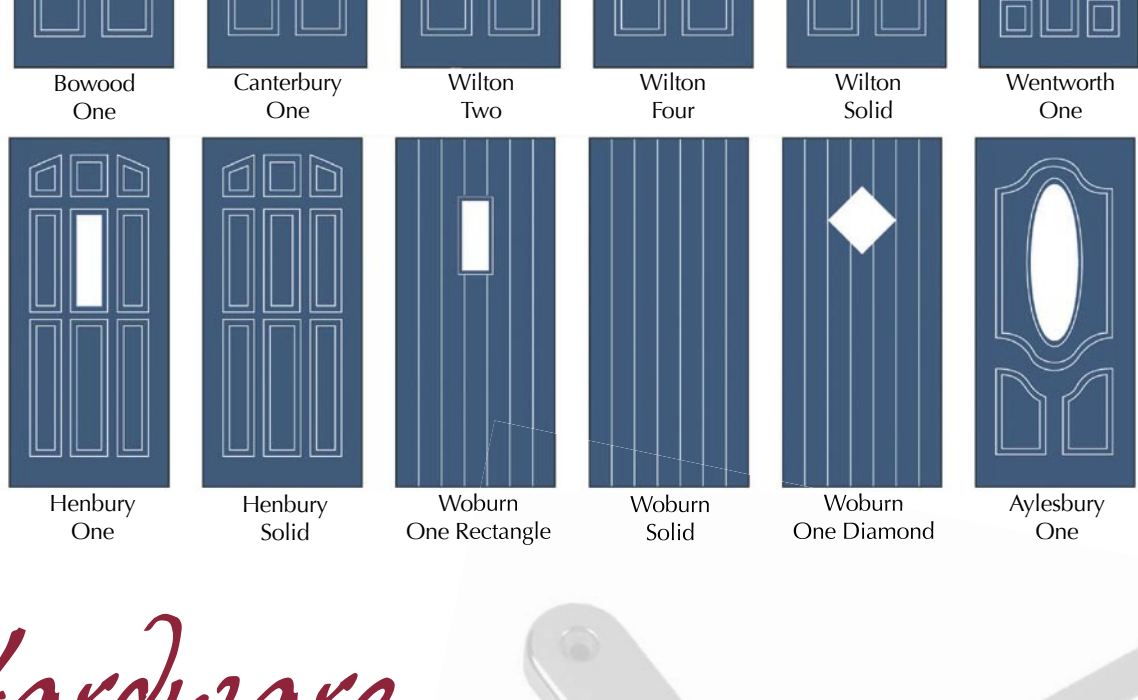 Bowood
One
Canterbury
One
Wilton
Two
Wilton
Four
Wilton
Solid
Wentworth
One
Henbury
One
Henbury
Solid
Woburn
One Rectangle
Woburn
Solid
Woburn
One Diamond
Aylesbury
One
hardware